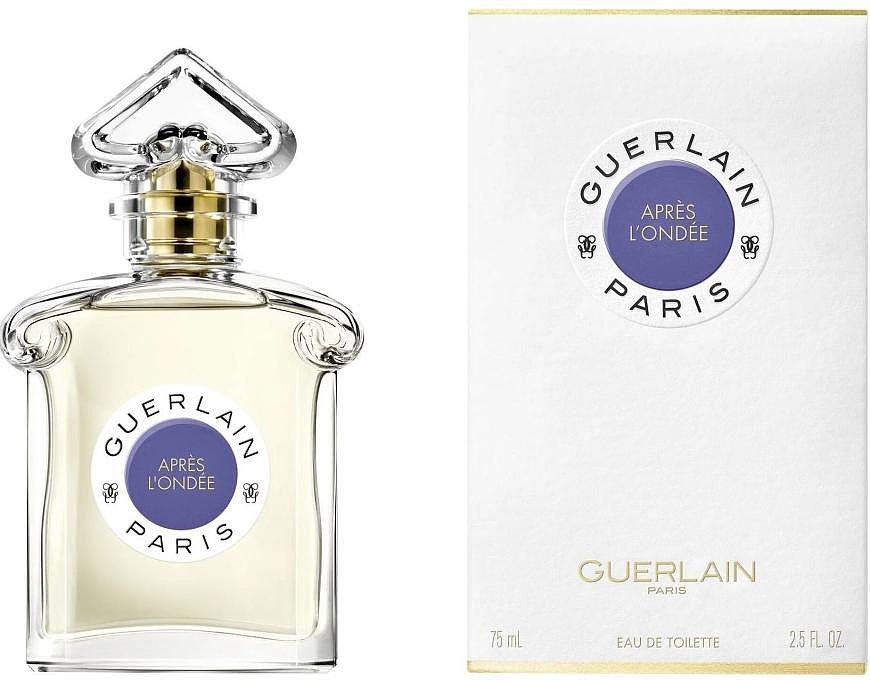 GUERLAIN
APRÈS
L'ONDÉE
PARIS
GUERLAIN
APRÈS
L'ONDÉE
PARIS
GUERLAIN
PARIS
75 mL
EAU DE TOILETTE
2.5 FL. OZ.